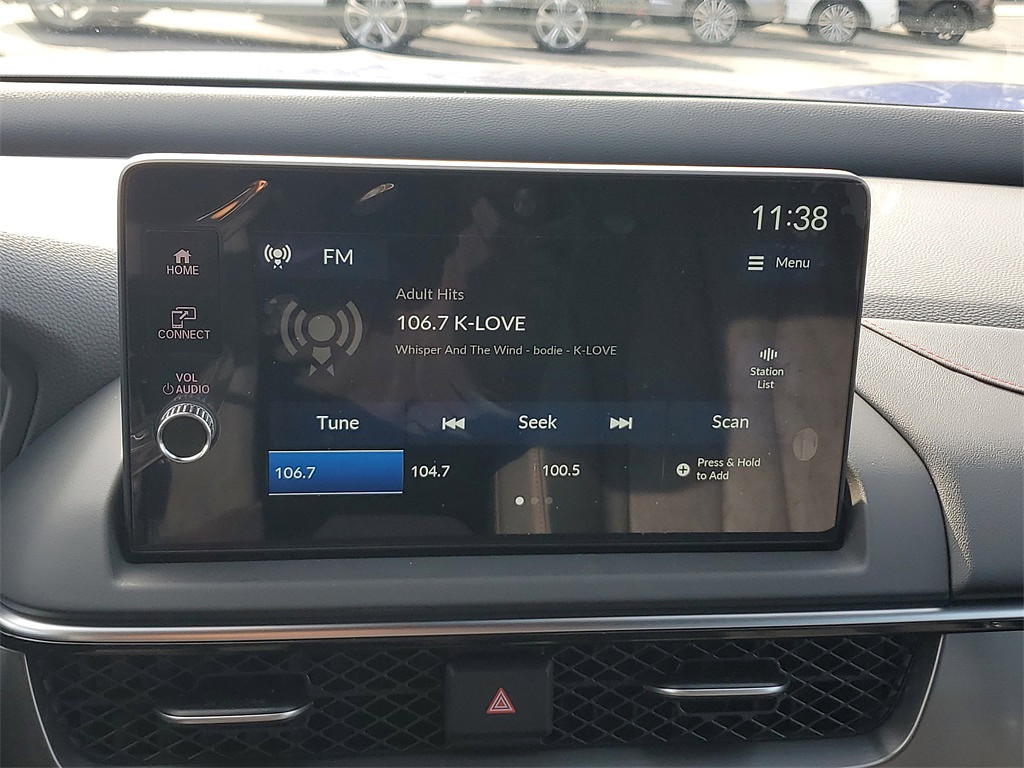 11:38
HOME
FM
Menu
CONNECT
Adult Hits
106.7 K-LOVE
Whisper And The Wind - bodie - K-LOVE
Station
List
VOL
AUDIO
Tune
Seek
Scan
106.7
104.7
100.5
Press & Hold
to Add